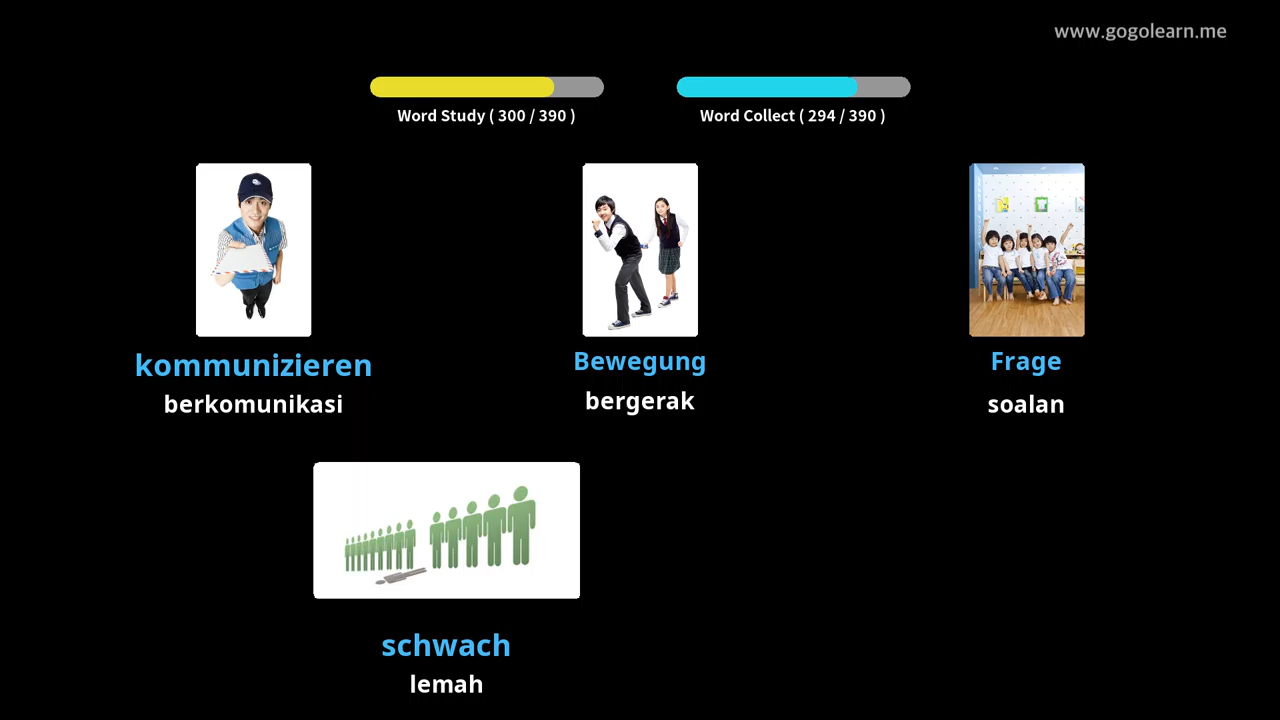 www.gogolearn.me
Word Study ( 300 / 390 )
Word Collect ( 294 / 390 )
kommunizieren
berkomunikasi
Bewegung
bergerak
Frage
soalan
schwach
lemah